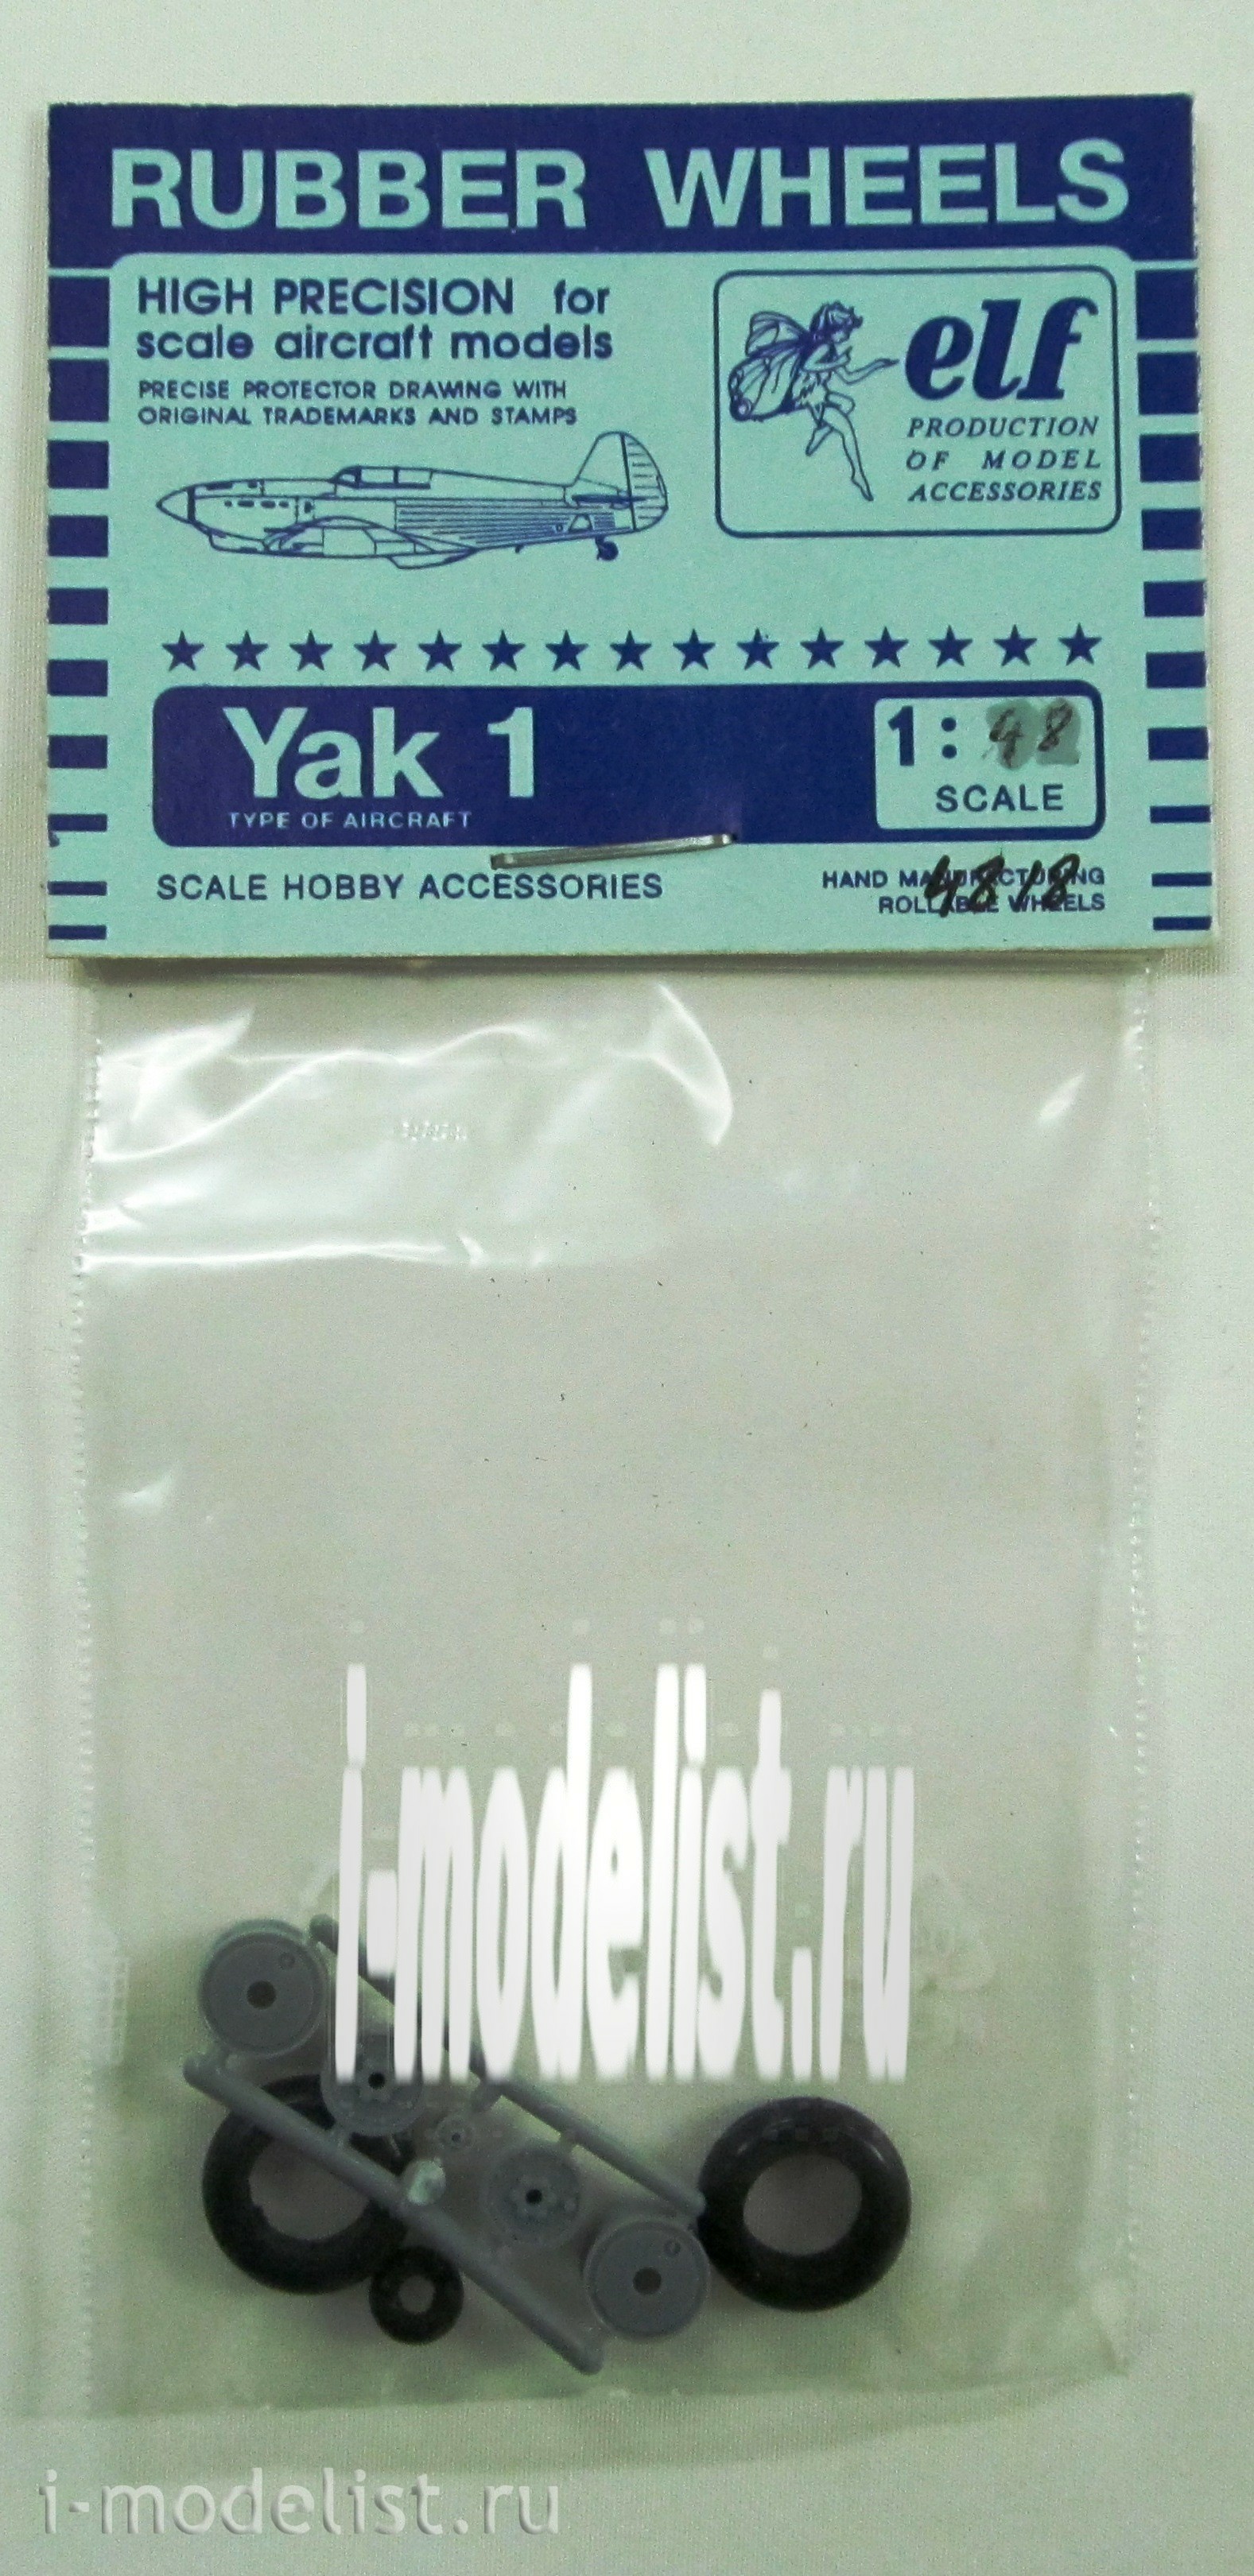 RUBBER WHEELS
HIGH PRECISION for
scale aircraft models
PRECISE PROTECTOR DRAWING WITH
ORIGINAL TRADEMARKS AND STAMPS
elf
PRODUCTION
OF MODEL
ACCESSORIES
Yak 1
TYPE OF AIRCRAFT
1: 48
SCALE
SCALE HOBBY ACCESSORIES
HAND MANUFACTURING
ROLLABLE WHEELS
4818
i-modelist.ru
i-modelist.ru